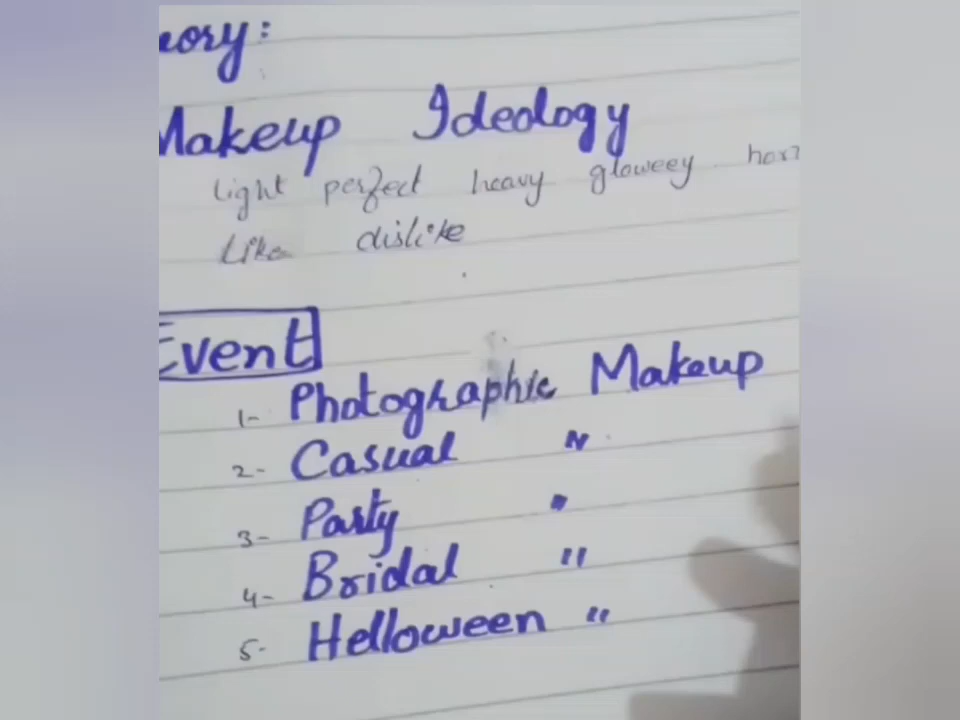 eory:
Makeup Ideology
light perfect heavy gloweey
Like dislike
Event
1- Photographic Makeup
2- Casual "
3- Party "
4- Bridal "
5- Helloween "